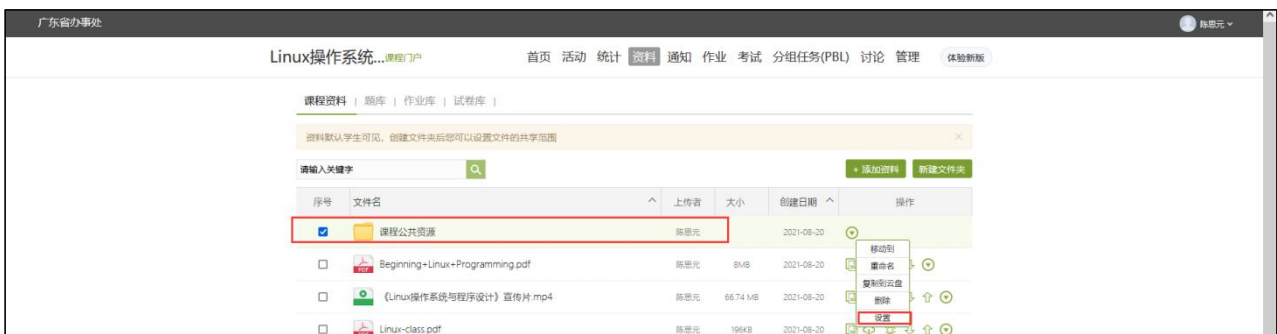 广东省办事处 陈思元
Linux操作系统...课程门户 首页 活动 统计 资料 通知 作业 考试 分组任务(PBL) 讨论 管理 体验新版
课程资料 | 题库 | 作业库 | 试卷库 |
资料默认学生可见，创建文件夹后您可以设置文件的共享范围
请输入关键字 + 添加资料 新建文件夹
序号 文件名 上传者 大小 创建日期 操作
课程公共资源 陈思元 2021-08-20
移动到
Beginning+Linux+Programming.pdf 陈思元 8MB 2021-08-20 重命名
复制到云盘
《Linux操作系统与程序设计》宣传片.mp4 陈思元 66.74 MB 2021-08-20 删除
设置
Linux-class.pdf 陈思元 196KB 2021-08-20